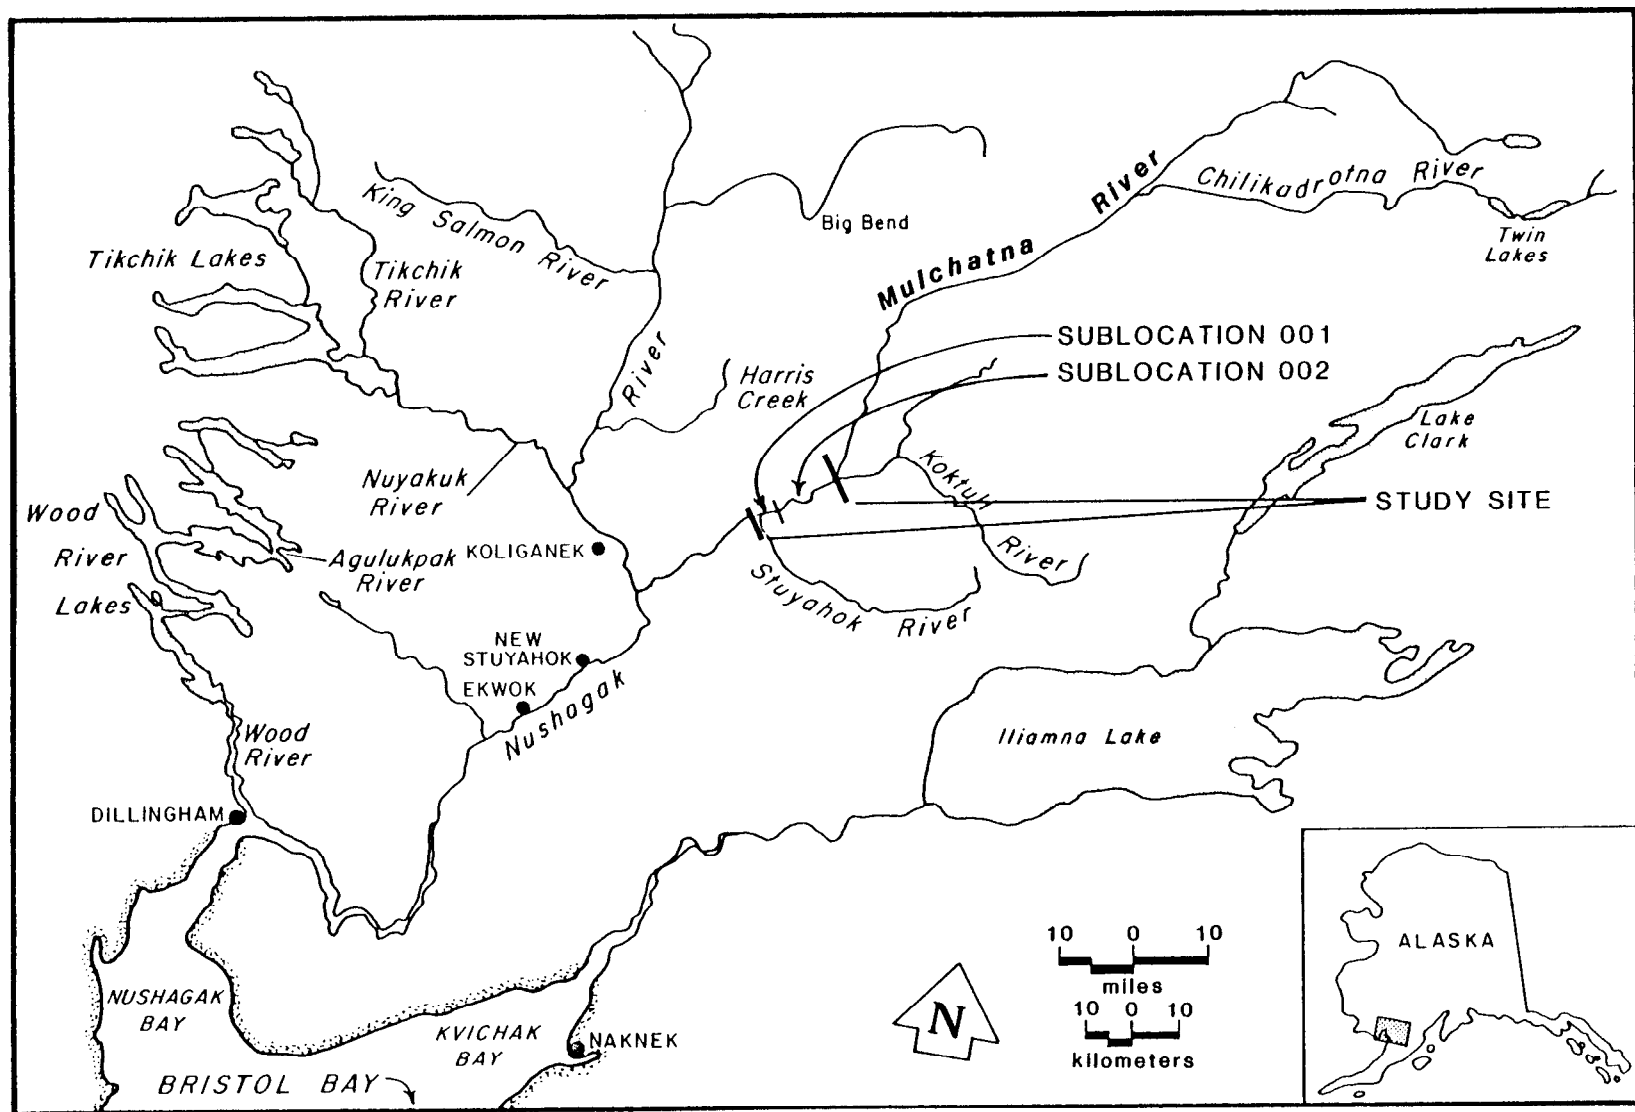 King Salmon River
Big Bend
Mulchatna River
Chilikadrotna River
Twin
Lakes
Tikchik Lakes
Tikchik
River
River
Harris
Creek
SUBLOCATION 001
SUBLOCATION 002
Lake
Clark
Nuyakuk
River
Koktuh
River
STUDY SITE
Wood
River
Lakes
Agulukpak
River
KOLIGANEK
Stuyahok River
NEW
STUYAHOK
EKWOK
Nushagak
Wood
River
Iliamna Lake
DILLINGHAM
NUSHAGAK
BAY
KVICHAK
BAY
NAKNEK
BRISTOL BAY
N
10 0 10
miles
10 0 10
kilometers
ALASKA